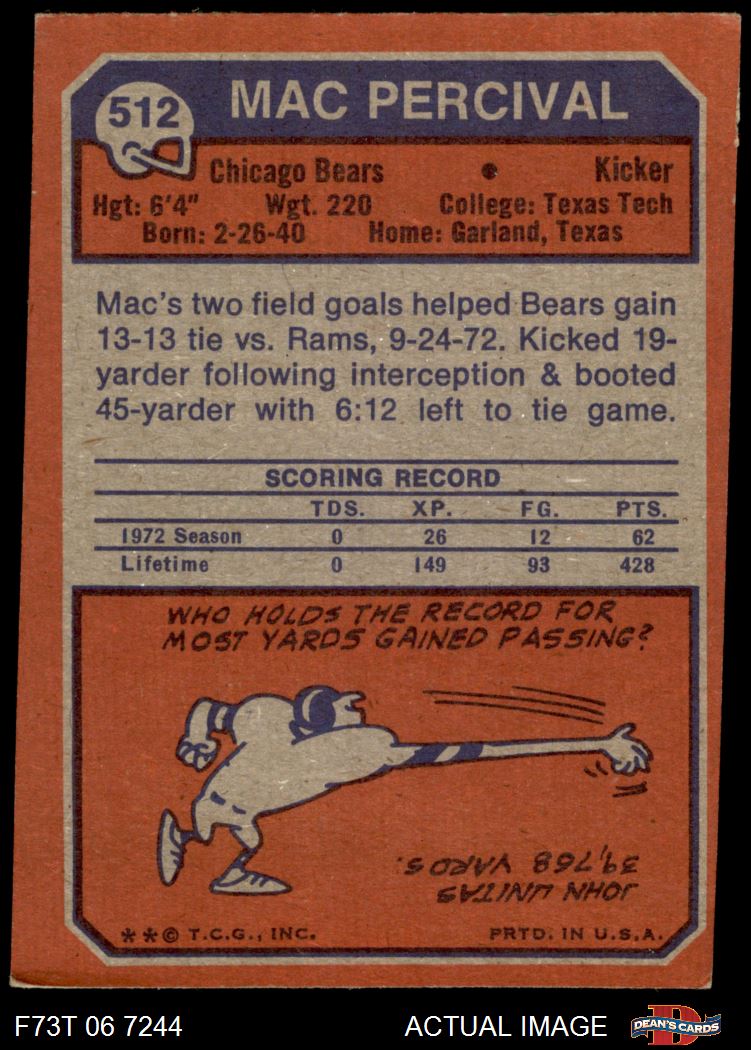 512
MAC PERCIVAL
Chicago Bears • Kicker
Hgt: 6'4" Wgt. 220 College: Texas Tech
Born: 2-26-40 Home: Garland, Texas
Mac's two field goals helped Bears gain
13-13 tie vs. Rams, 9-24-72. Kicked 19-
yarder following interception & booted
45-yarder with 6:12 left to tie game.
SCORING RECORD
TDS. XP. FG. PTS.
1972 Season 0 26 12 62
Lifetime 0 149 93 428
WHO HOLDS THE RECORD FOR
MOST YARDS GAINED PASSING?
JOHN UNITAS
39,768 YARDS.
**© T.C.G., INC. PRTD. IN U.S.A.
F73T 06 7244 ACTUAL IMAGE
D
DEAN'S CARDS